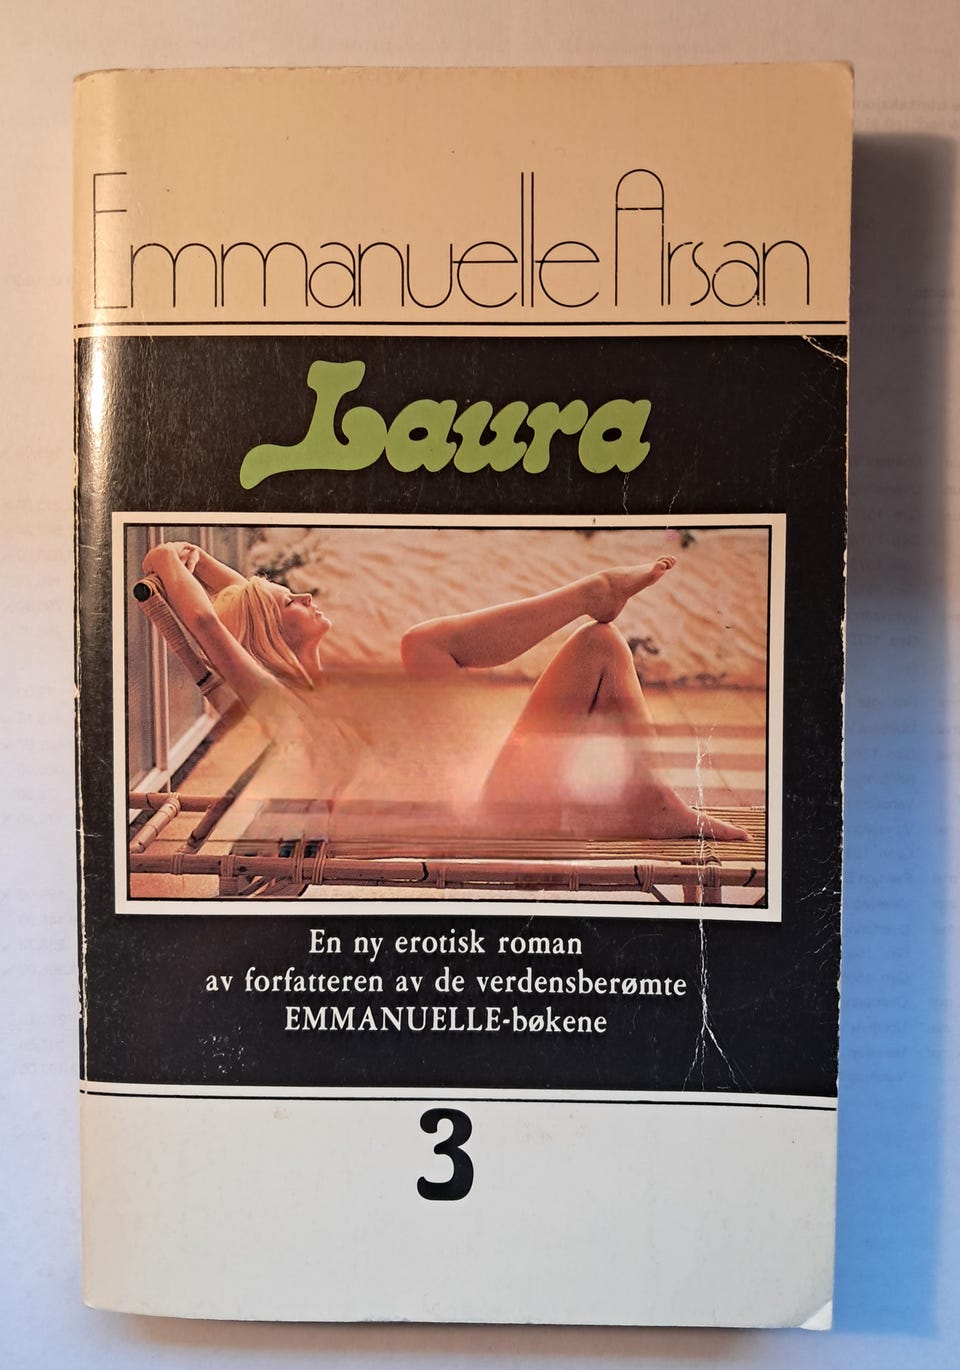 Emmanuelle Arsan
Laura
En ny erotisk roman
av forfatteren av de verdensberømte
EMMANUELLE-bøkene
3